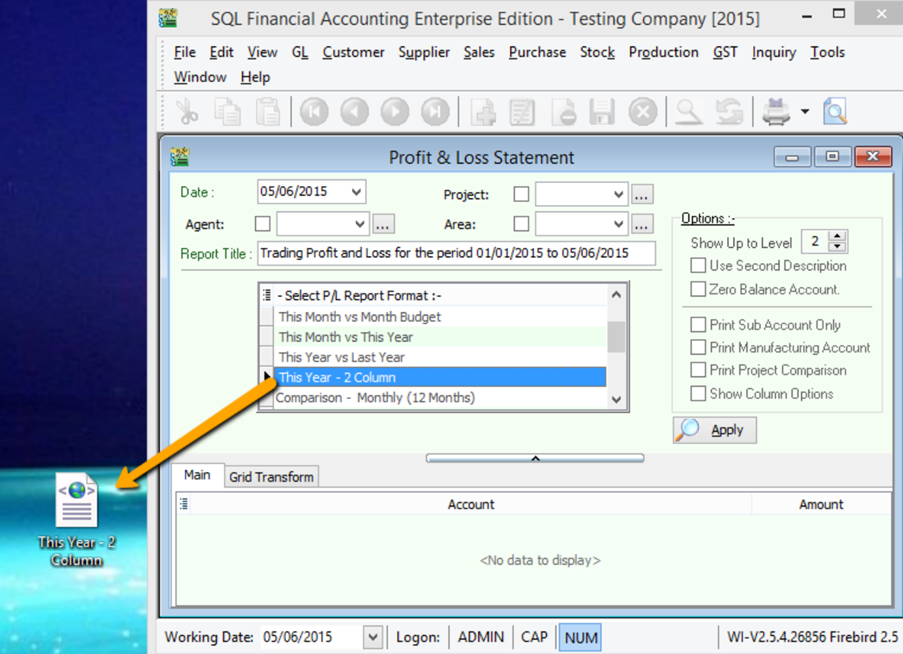 SQL Financial Accounting Enterprise Edition - Testing Company [2015]
File Edit View GL Customer Supplier Sales Purchase Stock Production GST Inquiry Tools
Window Help
Profit & Loss Statement
Date : 05/06/2015 Project: ...
Agent: ... Area: ...
Report Title : Trading Profit and Loss for the period 01/01/2015 to 05/06/2015
- Select P/L Report Format :-
This Month vs Month Budget
This Month vs This Year
This Year vs Last Year
This Year - 2 Column
Comparison - Monthly (12 Months)
Options :-
Show Up to Level 2
Use Second Description
Zero Balance Account.
Print Sub Account Only
Print Manufacturing Account
Print Project Comparison
Show Column Options
Apply
Main Grid Transform
Account Amount
<No data to display>
This Year - 2
Column
Working Date: 05/06/2015 Logon: ADMIN CAP NUM WI-V2.5.4.26856 Firebird 2.5